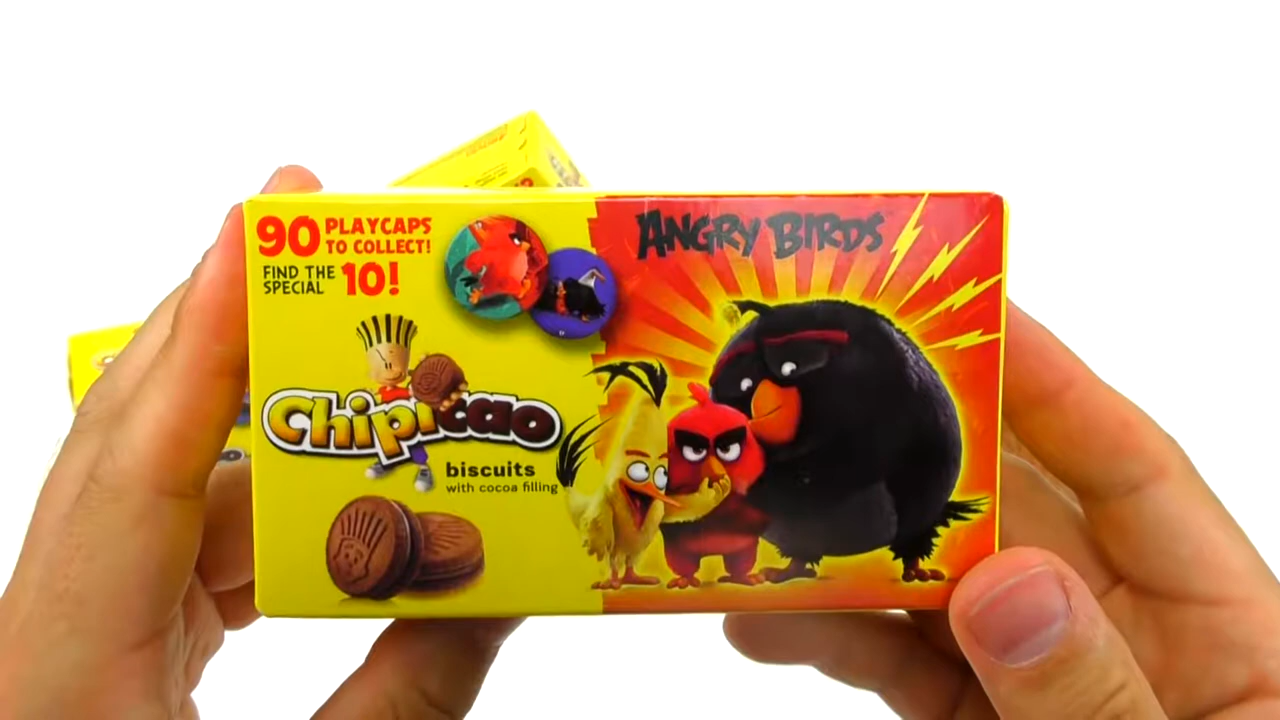 90 PLAYCAPS
TO COLLECT!
FIND THE
SPECIAL 10!
ANGRY BIRDS
Chipicao
biscuits
with cocoa filling